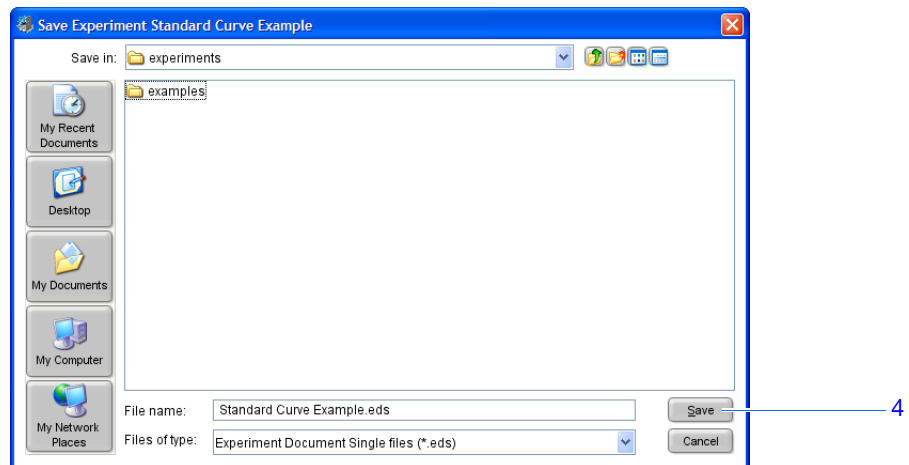 Save Experiment Standard Curve Example
Save in:
experiments
examples
My Recent
Documents
Desktop
My Documents
My Computer
My Network
Places
File name:
Standard Curve Example.eds
Save
4
Files of type:
Experiment Document Single files (*.eds)
Cancel